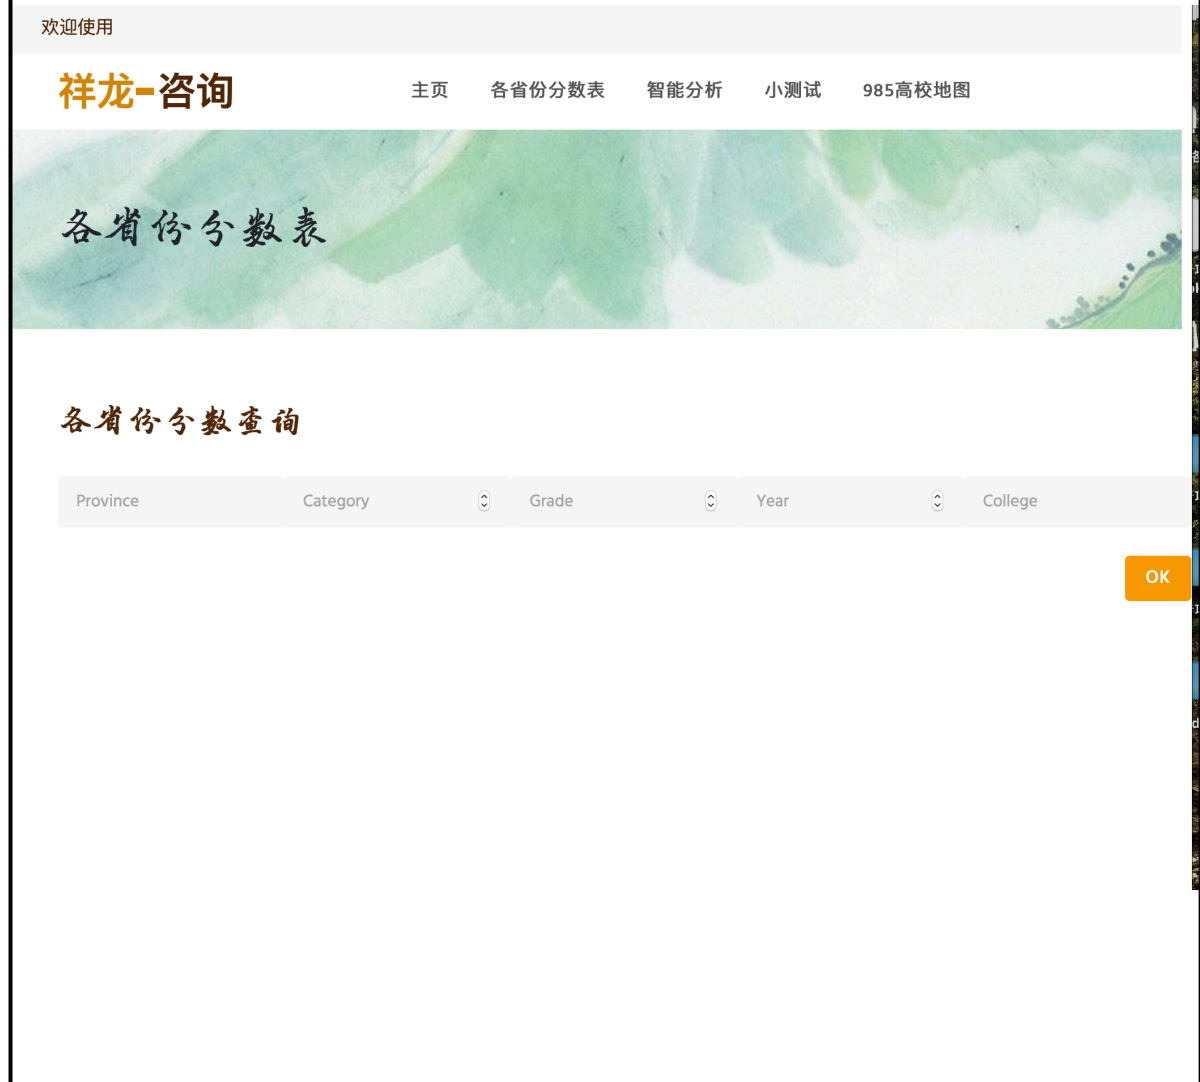 欢迎使用
祥龙-咨询
主页 各省份分数表 智能分析 小测试 985高校地图
各省份分数表
各省份分数查询
Province Category Grade Year College
OK